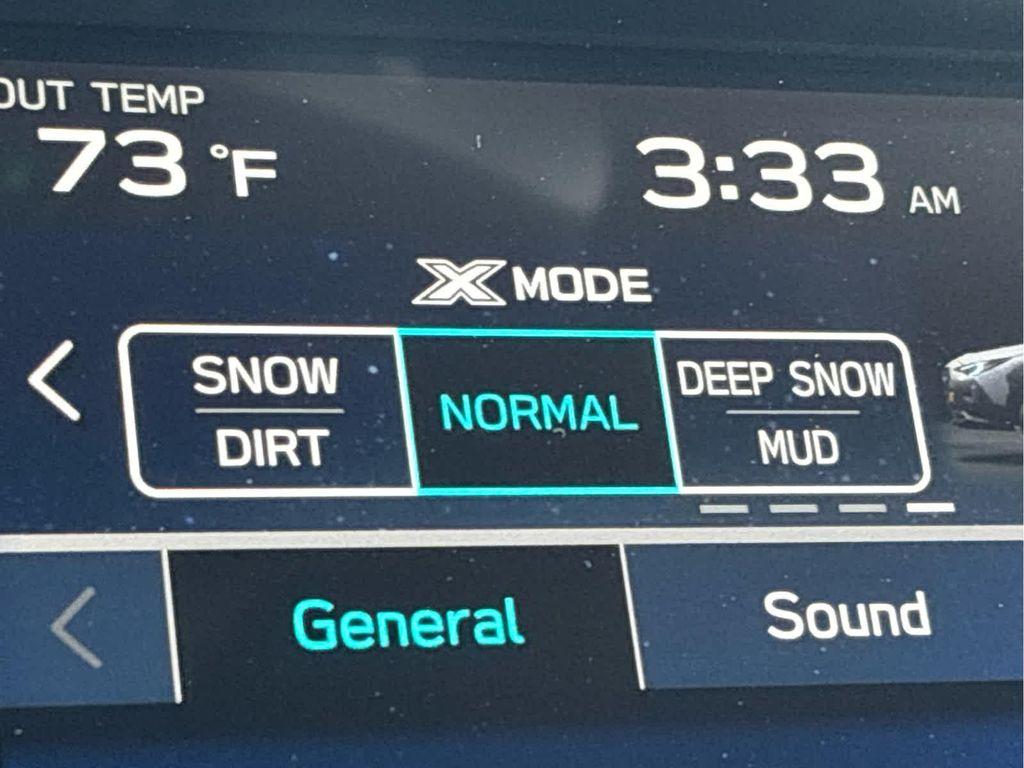 OUT TEMP
73 °F
3:33 AM
X MODE
SNOW
DIRT
NORMAL
DEEP SNOW
MUD
General
Sound